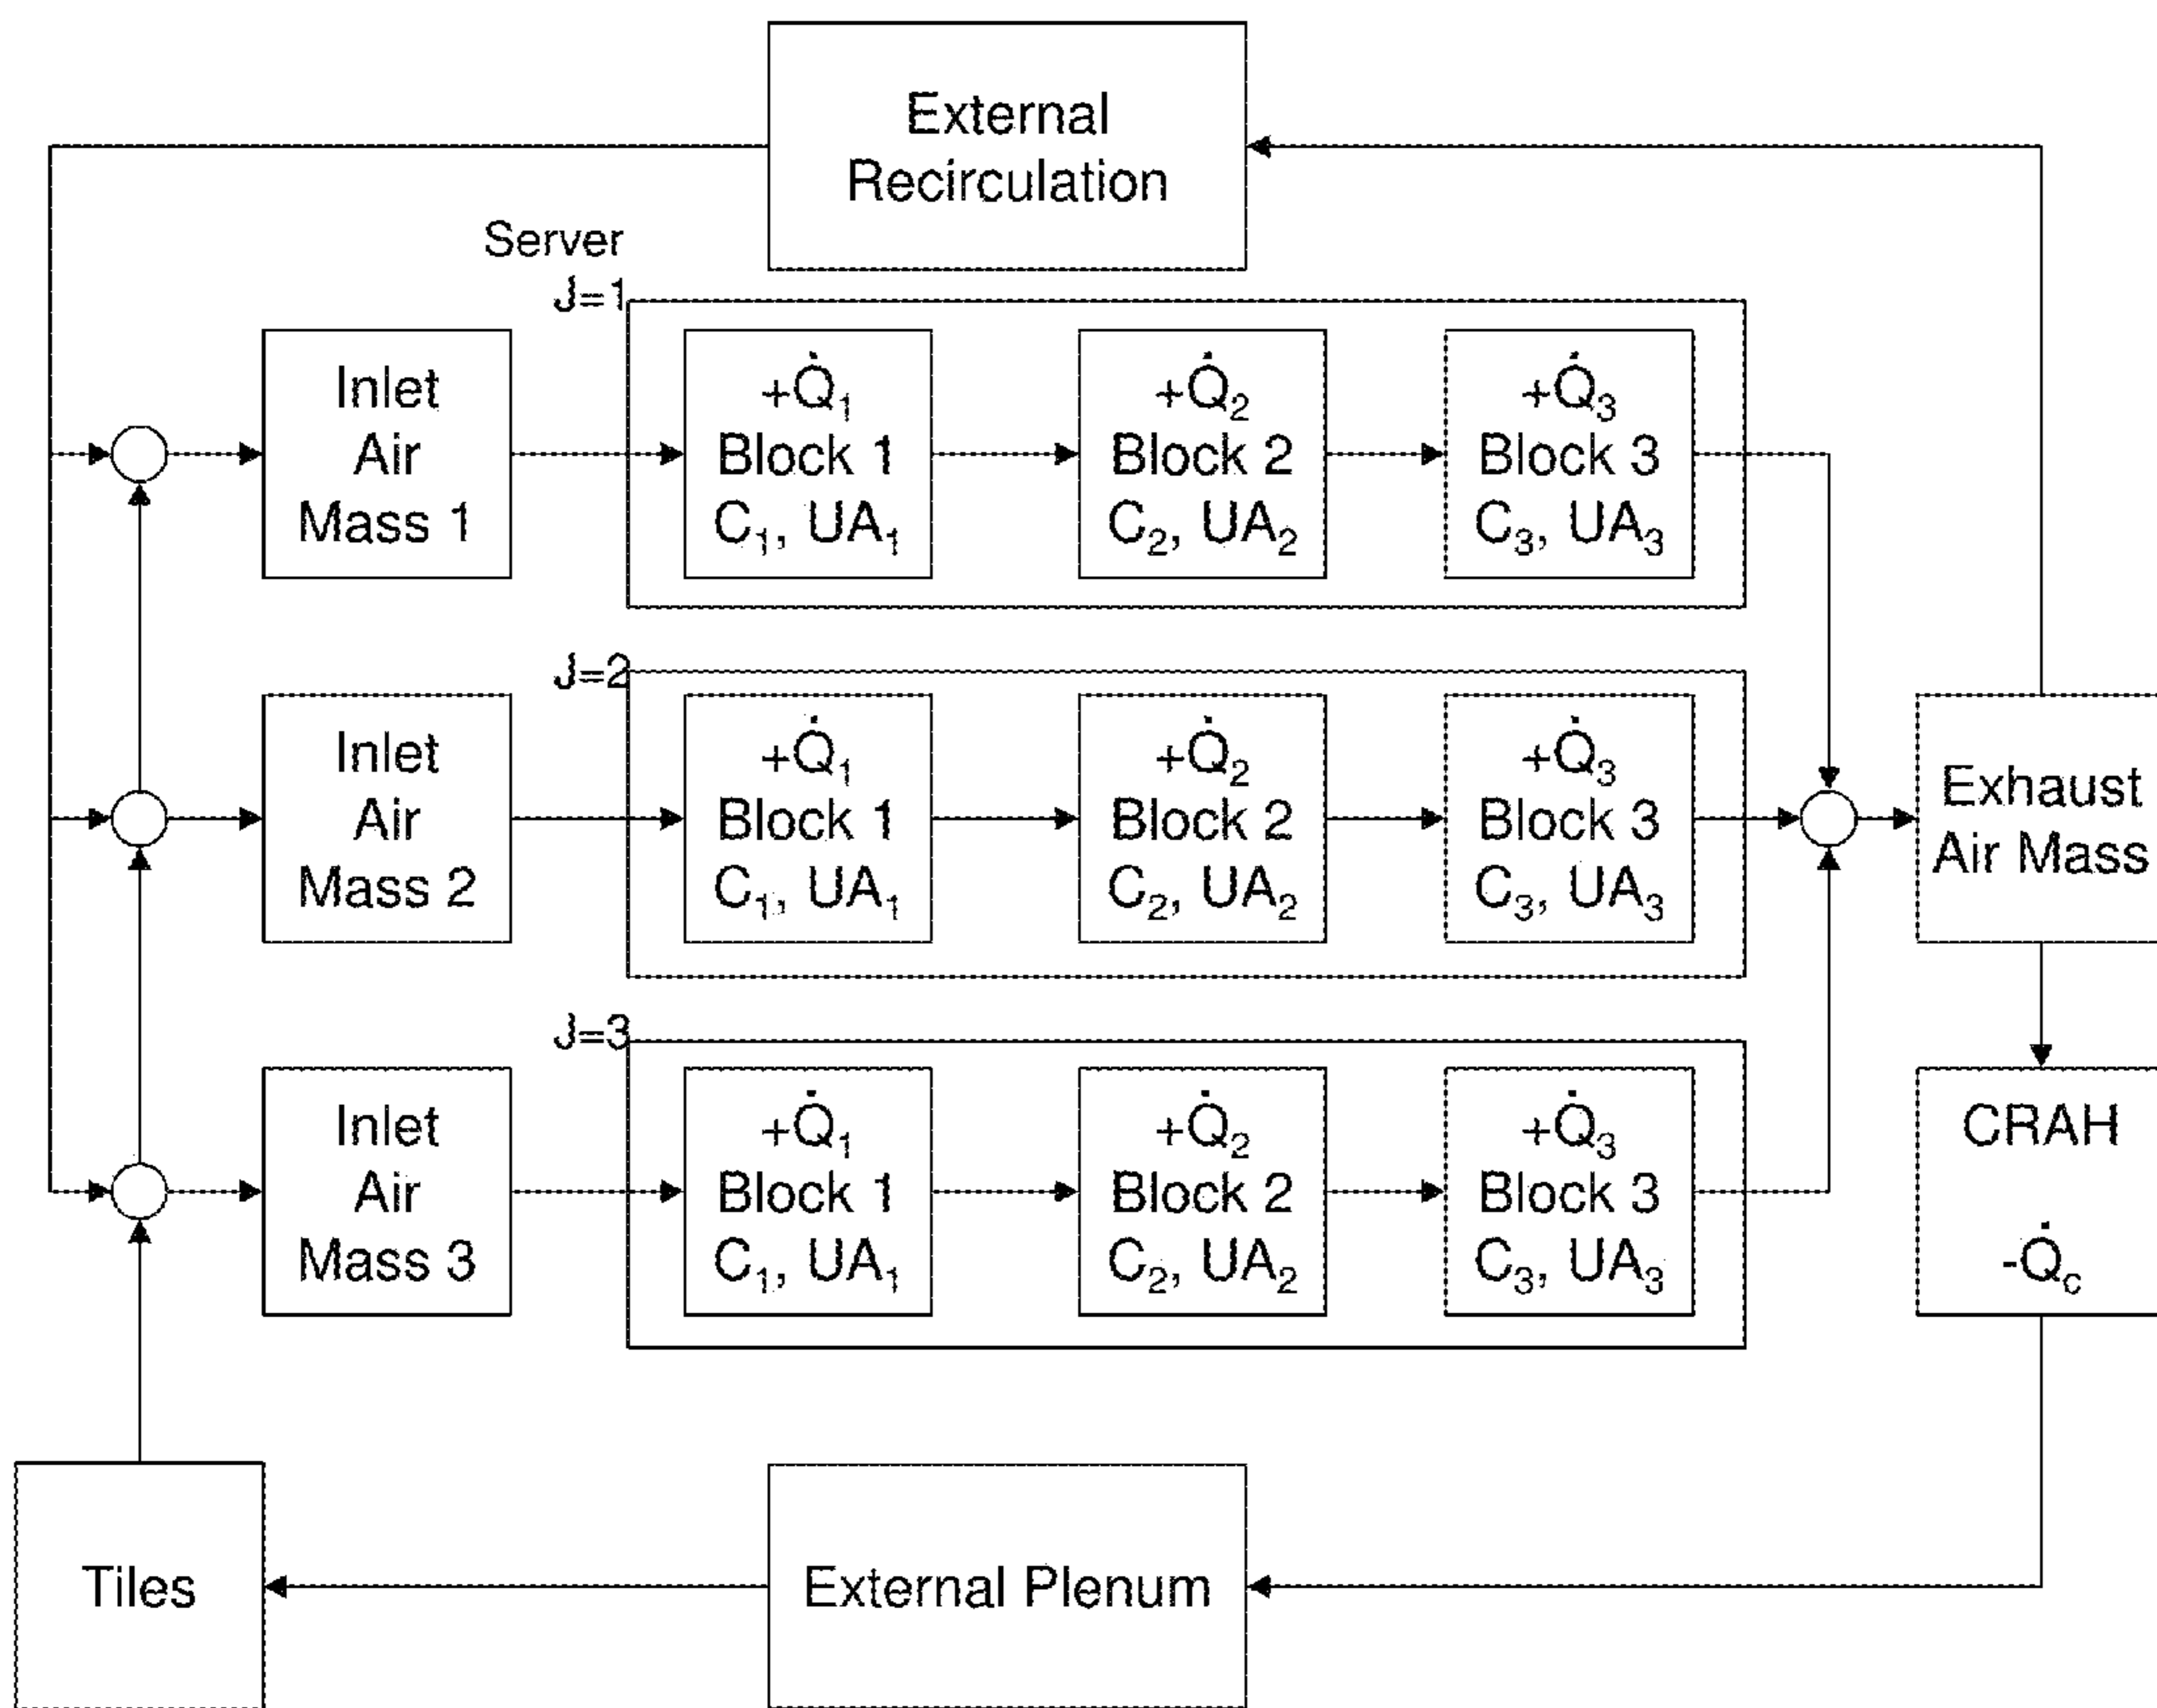 External
Recirculation
Server
J=1
Inlet
Air
Mass 1
+Q̇₁
Block 1
C₁, UA₁
+Q̇₂
Block 2
C₂, UA₂
+Q̇₃
Block 3
C₃, UA₃
J=2
Inlet
Air
Mass 2
+Q̇₁
Block 1
C₁, UA₁
+Q̇₂
Block 2
C₂, UA₂
+Q̇₃
Block 3
C₃, UA₃
Exhaust
Air Mass
J=3
Inlet
Air
Mass 3
+Q̇₁
Block 1
C₁, UA₁
+Q̇₂
Block 2
C₂, UA₂
+Q̇₃
Block 3
C₃, UA₃
CRAH
-Q̇c
Tiles
External Plenum